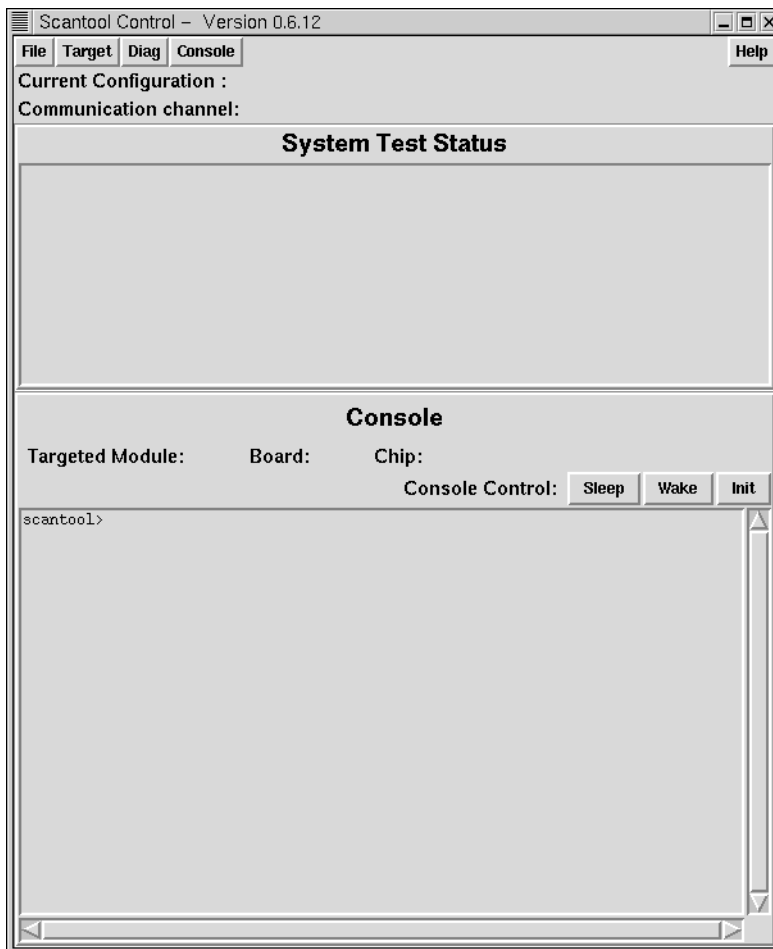 Scantool Control – Version 0.6.12
File Target Diag Console Help
Current Configuration :
Communication channel:
System Test Status
Console
Targeted Module: Board: Chip:
Console Control: Sleep Wake Init
scantool>